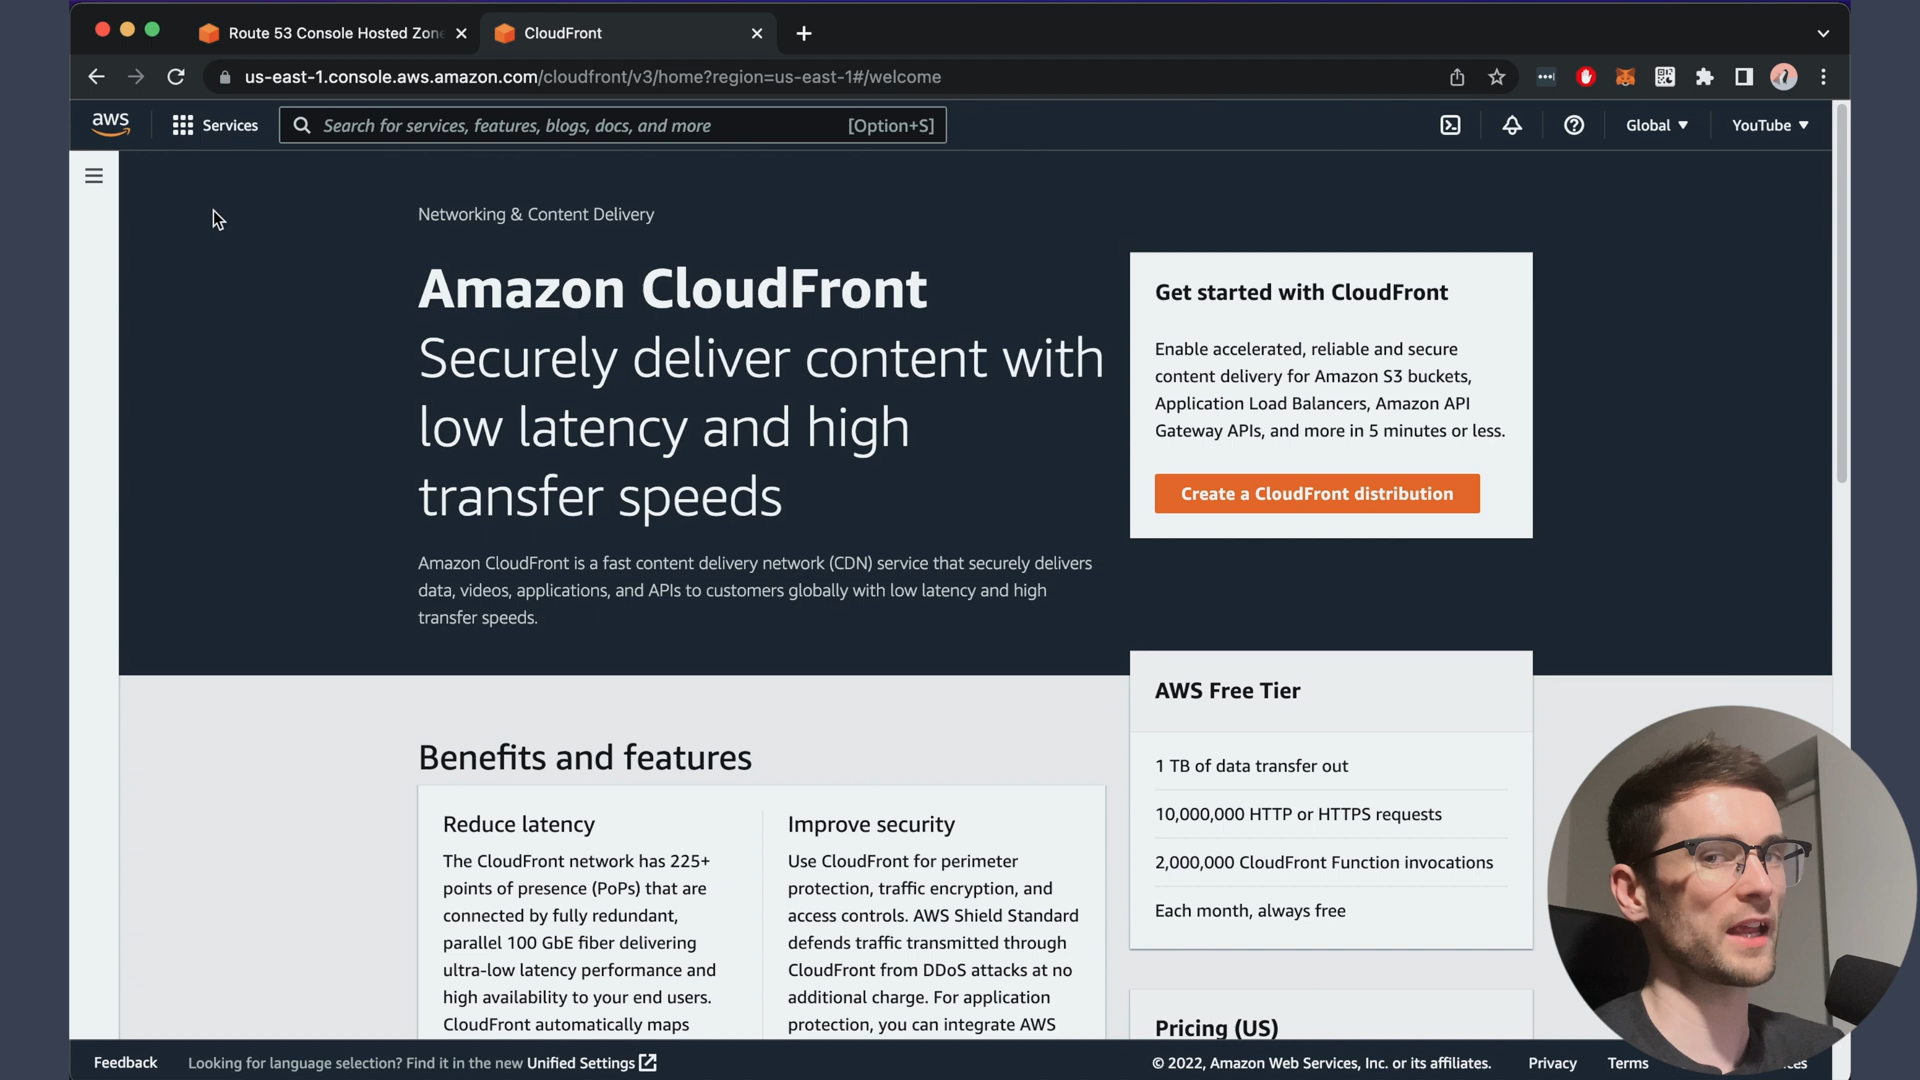 Route 53 Console Hosted Zone
CloudFront
us-east-1.console.aws.amazon.com/cloudfront/v3/home?region=us-east-1#/welcome
aws
Services
Search for services, features, blogs, docs, and more
[Option+S]
Global
YouTube
Networking & Content Delivery
Amazon CloudFront
Securely deliver content with
low latency and high
transfer speeds
Amazon CloudFront is a fast content delivery network (CDN) service that securely delivers
data, videos, applications, and APIs to customers globally with low latency and high
transfer speeds.
Get started with CloudFront
Enable accelerated, reliable and secure
content delivery for Amazon S3 buckets,
Application Load Balancers, Amazon API
Gateway APIs, and more in 5 minutes or less.
Create a CloudFront distribution
AWS Free Tier
1 TB of data transfer out
10,000,000 HTTP or HTTPS requests
2,000,000 CloudFront Function invocations
Each month, always free
Benefits and features
Reduce latency
The CloudFront network has 225+
points of presence (PoPs) that are
connected by fully redundant,
parallel 100 GbE fiber delivering
ultra-low latency performance and
high availability to your end users.
CloudFront automatically maps
Improve security
Use CloudFront for perimeter
protection, traffic encryption, and
access controls. AWS Shield Standard
defends traffic transmitted through
CloudFront from DDoS attacks at no
additional charge. For application
protection, you can integrate AWS
Pricing (US)
Feedback
Looking for language selection? Find it in the new Unified Settings
© 2022, Amazon Web Services, Inc. or its affiliates.
Privacy
Terms